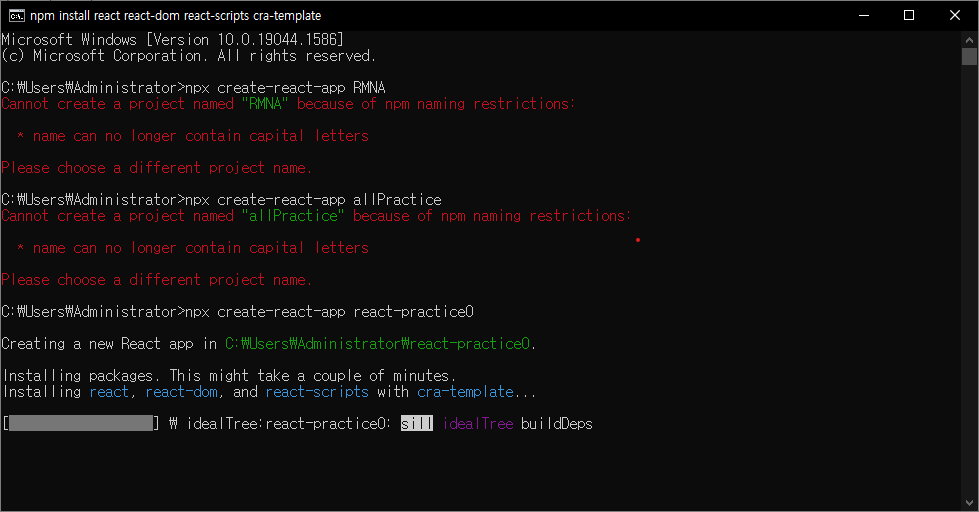 npm install react react-dom react-scripts cra-template
Microsoft Windows [Version 10.0.19044.1586]
(c) Microsoft Corporation. All rights reserved.
C:₩Users₩Administrator>npx create-react-app RMNA
Cannot create a project named "RMNA" because of npm naming restrictions:
* name can no longer contain capital letters
Please choose a different project name.
C:₩Users₩Administrator>npx create-react-app allPractice
Cannot create a project named "allPractice" because of npm naming restrictions:
* name can no longer contain capital letters
Please choose a different project name.
C:₩Users₩Administrator>npx create-react-app react-practice0
Creating a new React app in C:₩Users₩Administrator₩react-practice0.
Installing packages. This might take a couple of minutes.
Installing react, react-dom, and react-scripts with cra-template...
[                  ] ₩ idealTree:react-practice0: sill idealTree buildDeps